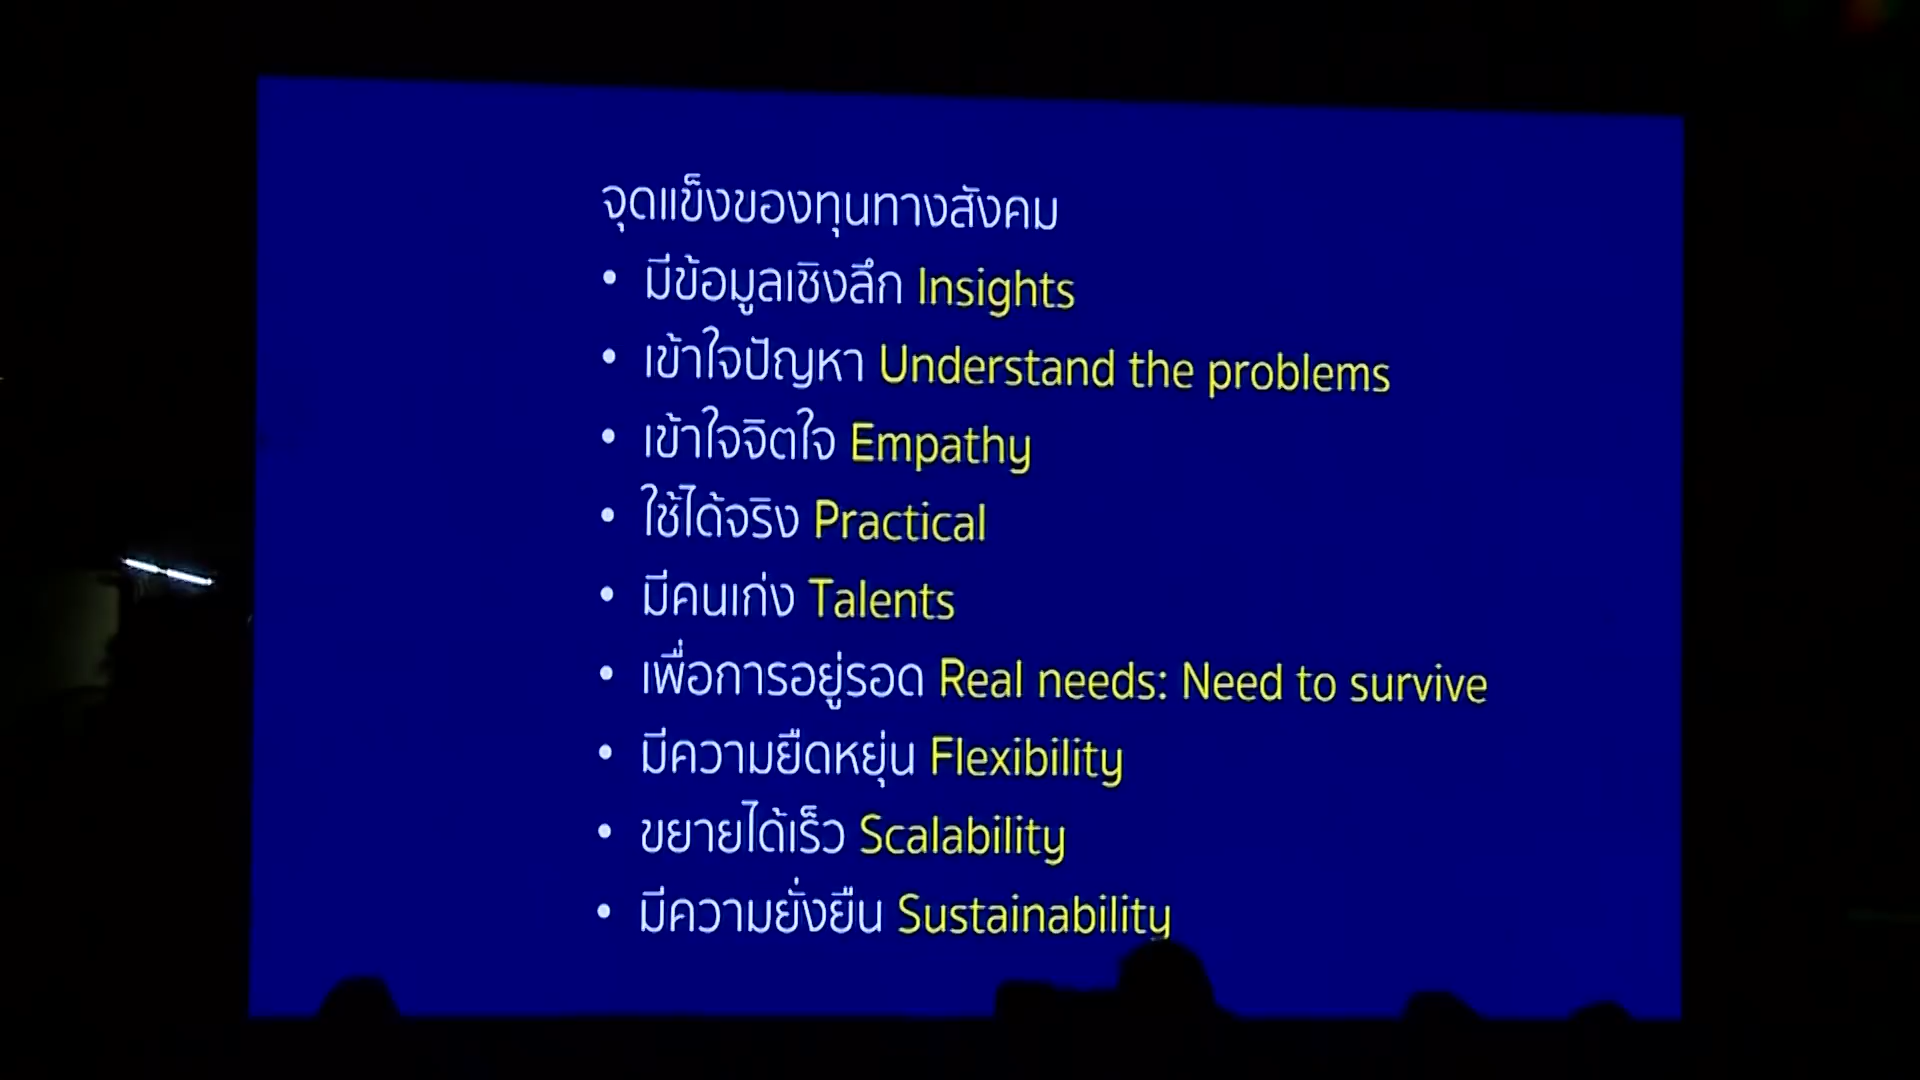 จุดแข็งของทุนทางสังคม
• มีข้อมูลเชิงลึก Insights
• เข้าใจปัญหา Understand the problems
• เข้าใจจิตใจ Empathy
• ใช้ได้จริง Practical
• มีคนเก่ง Talents
• เพื่อการอยู่รอด Real needs: Need to survive
• มีความยืดหยุ่น Flexibility
• ขยายได้เร็ว Scalability
• มีความยั่งยืน Sustainability